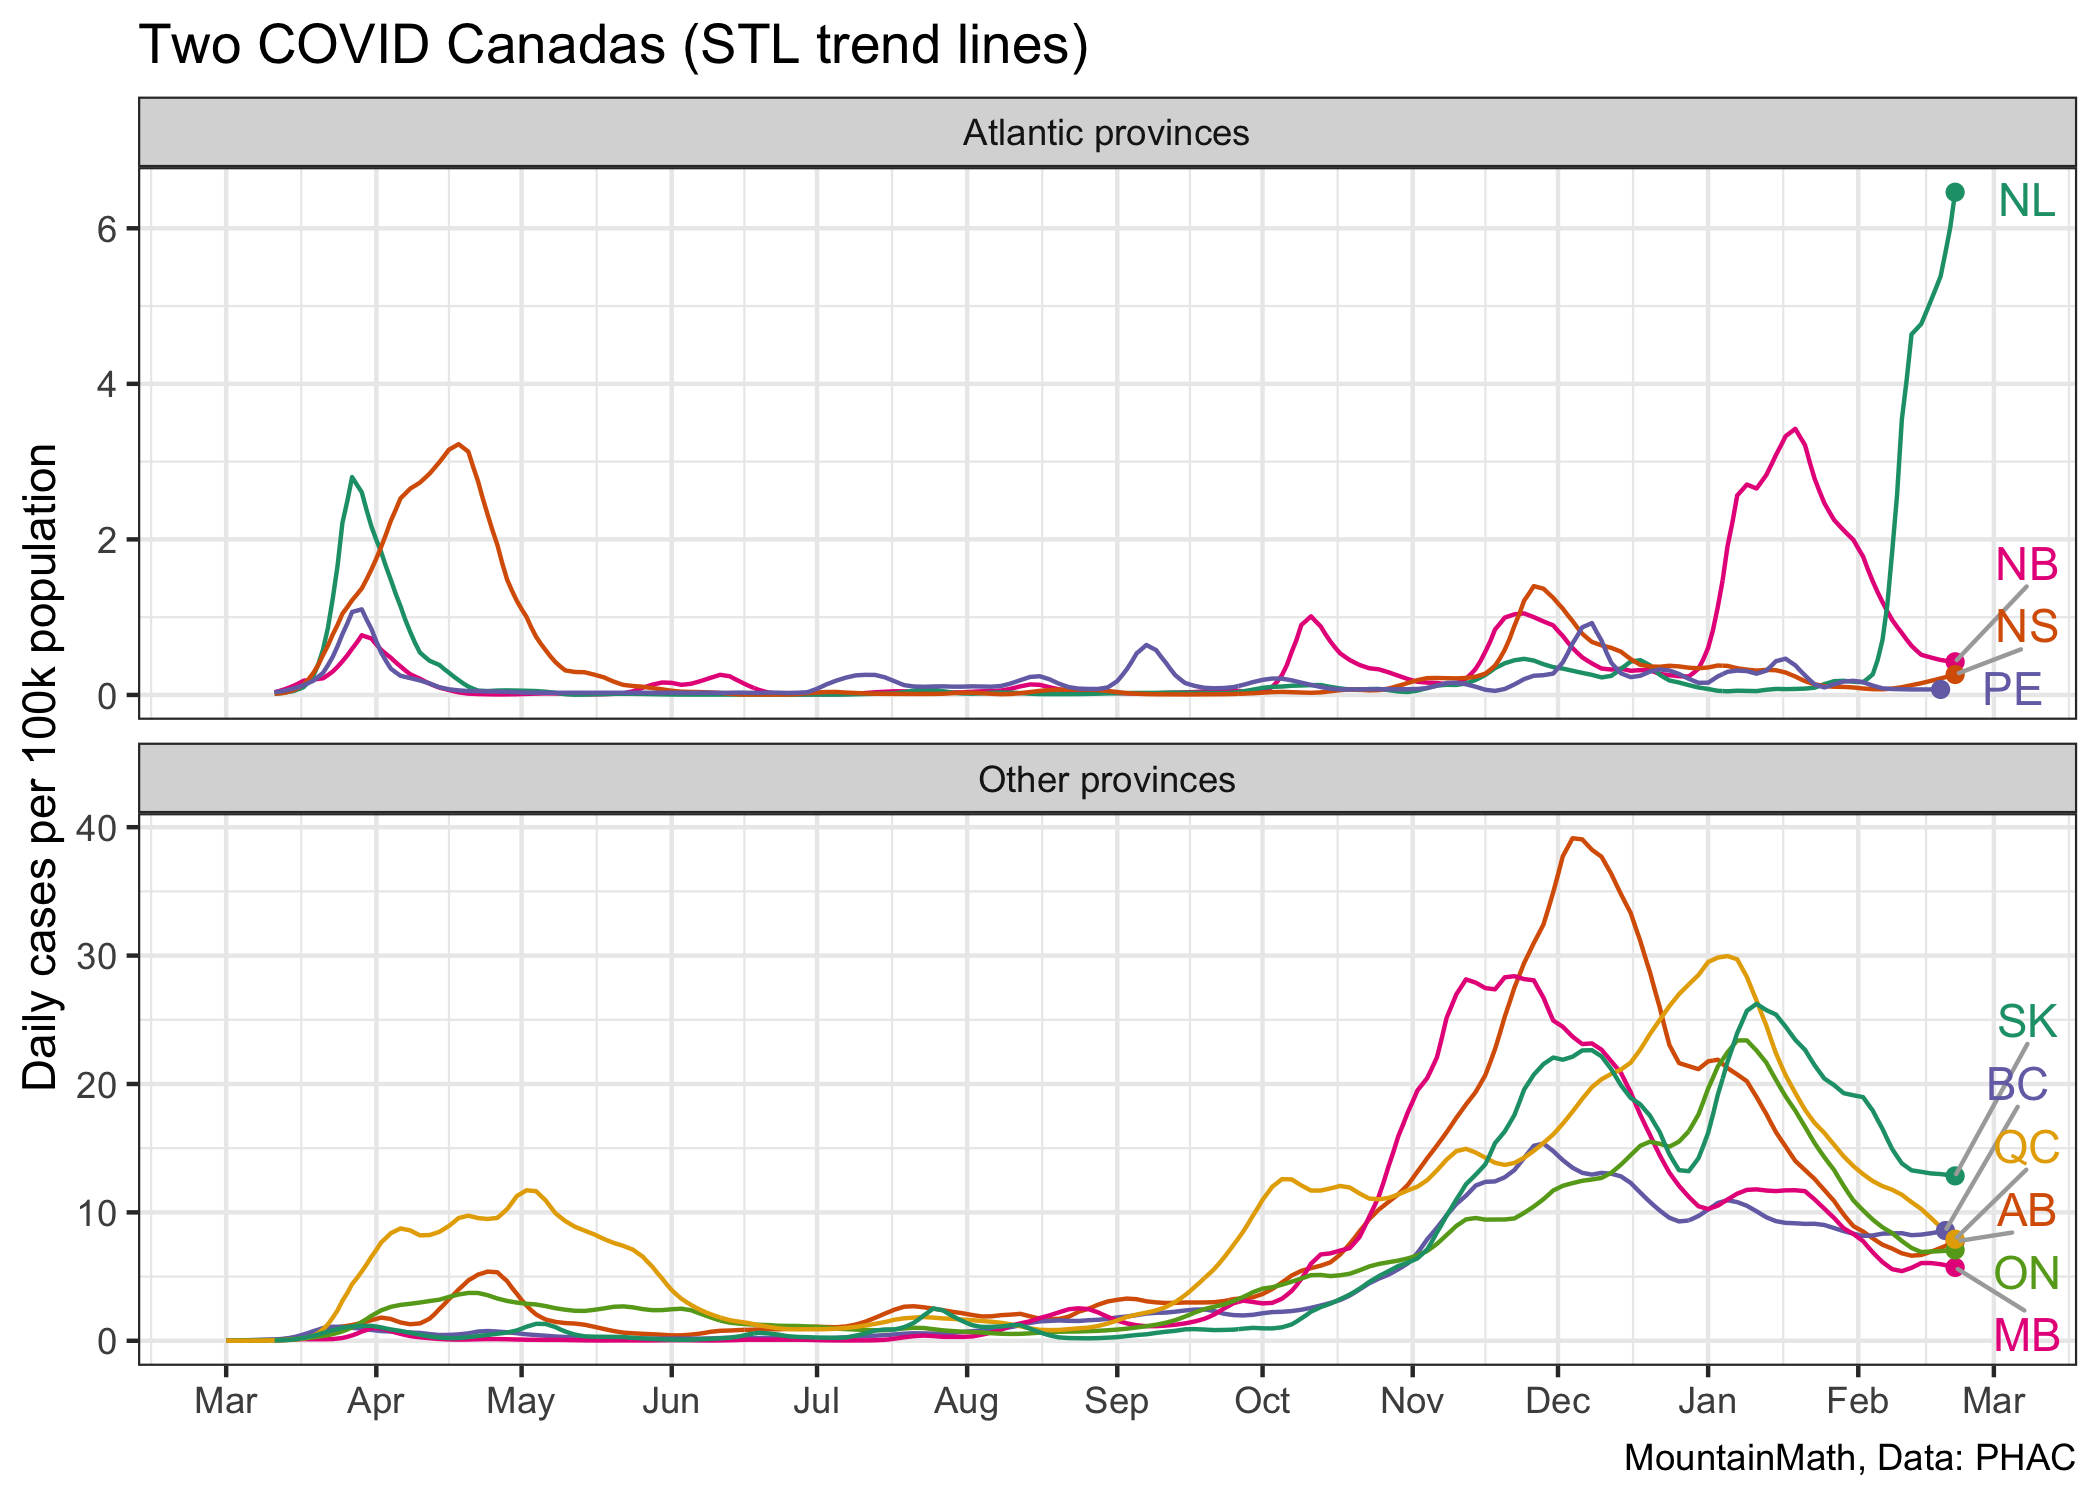 Two COVID Canadas (STL trend lines)
Atlantic provinces
6
4
2
0
NL
NB
NS
PE
Daily cases per 100k population
Other provinces
40
30
20
10
0
SK
BC
QC
AB
ON
MB
Mar Apr May Jun Jul Aug Sep Oct Nov Dec Jan Feb Mar
MountainMath, Data: PHAC